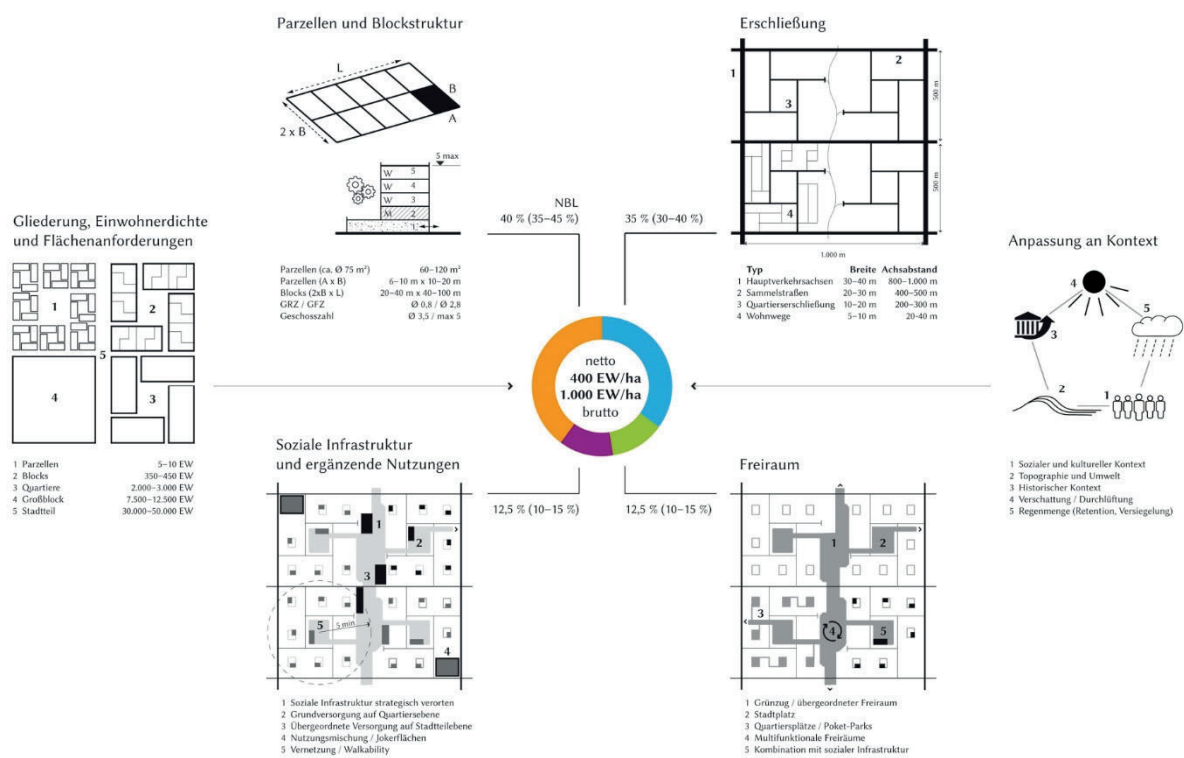 Parzellen und Blockstruktur
L
B
A
2 x B
5 max
W 5
W 4
W 3
M 2
1
NBL
40 % (35–45 %)
Parzellen (ca. Ø 75 m²) 60–120 m²
Parzellen (A x B) 6–10 m x 10–20 m
Blocks (2xB x L) 20–40 m x 40–100 m
GRZ / GFZ Ø 0,8 / Ø 2,8
Geschosszahl Ø 3,5 / max 5
Erschließung
1
2
3
4
500 m
500 m
1.000 m
35 % (30–40 %)
Typ Breite Achsabstand
1 Hauptverkehrsachsen 30–40 m 800–1.000 m
2 Sammelstraßen 20–30 m 400–500 m
3 Quartierserschließung 10–20 m 200–300 m
4 Wohnwege 5–10 m 20-40 m
Gliederung, Einwohnerdichte
und Flächenanforderungen
1
2
5
4
3
1 Parzellen 5–10 EW
2 Blocks 350–450 EW
3 Quartiere 2.000–3.000 EW
4 Großblock 7.500–12.500 EW
5 Stadtteil 30.000–50.000 EW
netto
400 EW/ha
1.000 EW/ha
brutto
Anpassung an Kontext
4
5
3
2
1
1 Sozialer und kultureller Kontext
2 Topographie und Umwelt
3 Historischer Kontext
4 Verschattung / Durchlüftung
5 Regenmenge (Retention, Versiegelung)
Soziale Infrastruktur
und ergänzende Nutzungen
12,5 % (10–15 %)
1
2
3
5
5 min
4
1 Soziale Infrastruktur strategisch verorten
2 Grundversorgung auf Quartiersebene
3 Übergeordnete Versorgung auf Stadtteilebene
4 Nutzungsmischung / Jokerflächen
5 Vernetzung / Walkability
Freiraum
12,5 % (10–15 %)
1
2
3
4
5
1 Grünzug / übergeordneter Freiraum
2 Stadtplatz
3 Quartiersplätze / Poket-Parks
4 Multifunktionale Freiräume
5 Kombination mit sozialer Infrastruktur